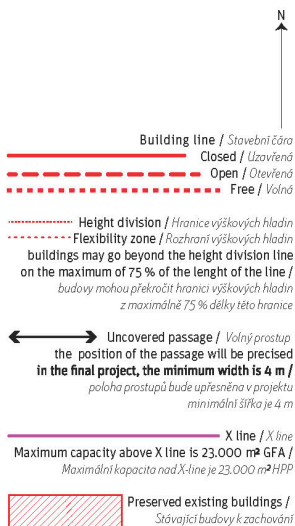 N
Building line / Stavební čára
Closed / Uzavřená
Open / Otevřená
Free / Volná
Height division / Hranice výškových hladin
Flexibility zone / Rozhraní výškových hladin
buildings may go beyond the height division line
on the maximum of 75 % of the lenght of the line /
budovy mohou překročit hranici výškových hladin
z maximálně 75 % délky této hranice
Uncovered passage / Volný prostup
the position of the passage will be precised
in the final project, the minimum width is 4 m /
poloha prostupů bude upřesněna v projektu
minimální šířka je 4 m
X line / X line
Maximum capacity above X line is 23.000 m² GFA /
Maximální kapacita nad X-line je 23.000 m² HPP
Preserved existing buildings /
Stávající budovy k zachování